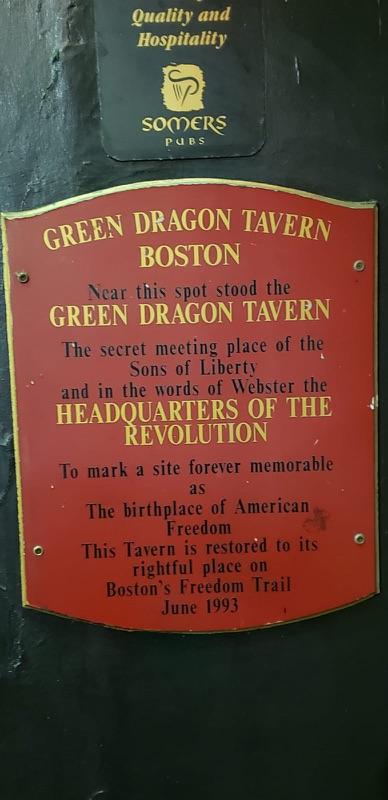 Quality and
Hospitality
SOMERS
PUBS
GREEN DRAGON TAVERN
BOSTON
Near this spot stood the
GREEN DRAGON TAVERN
The secret meeting place of the
Sons of Liberty
and in the words of Webster the
HEADQUARTERS OF THE
REVOLUTION
To mark a site forever memorable
as
The birthplace of American
Freedom
This Tavern is restored to its
rightful place on
Boston's Freedom Trail
June 1993